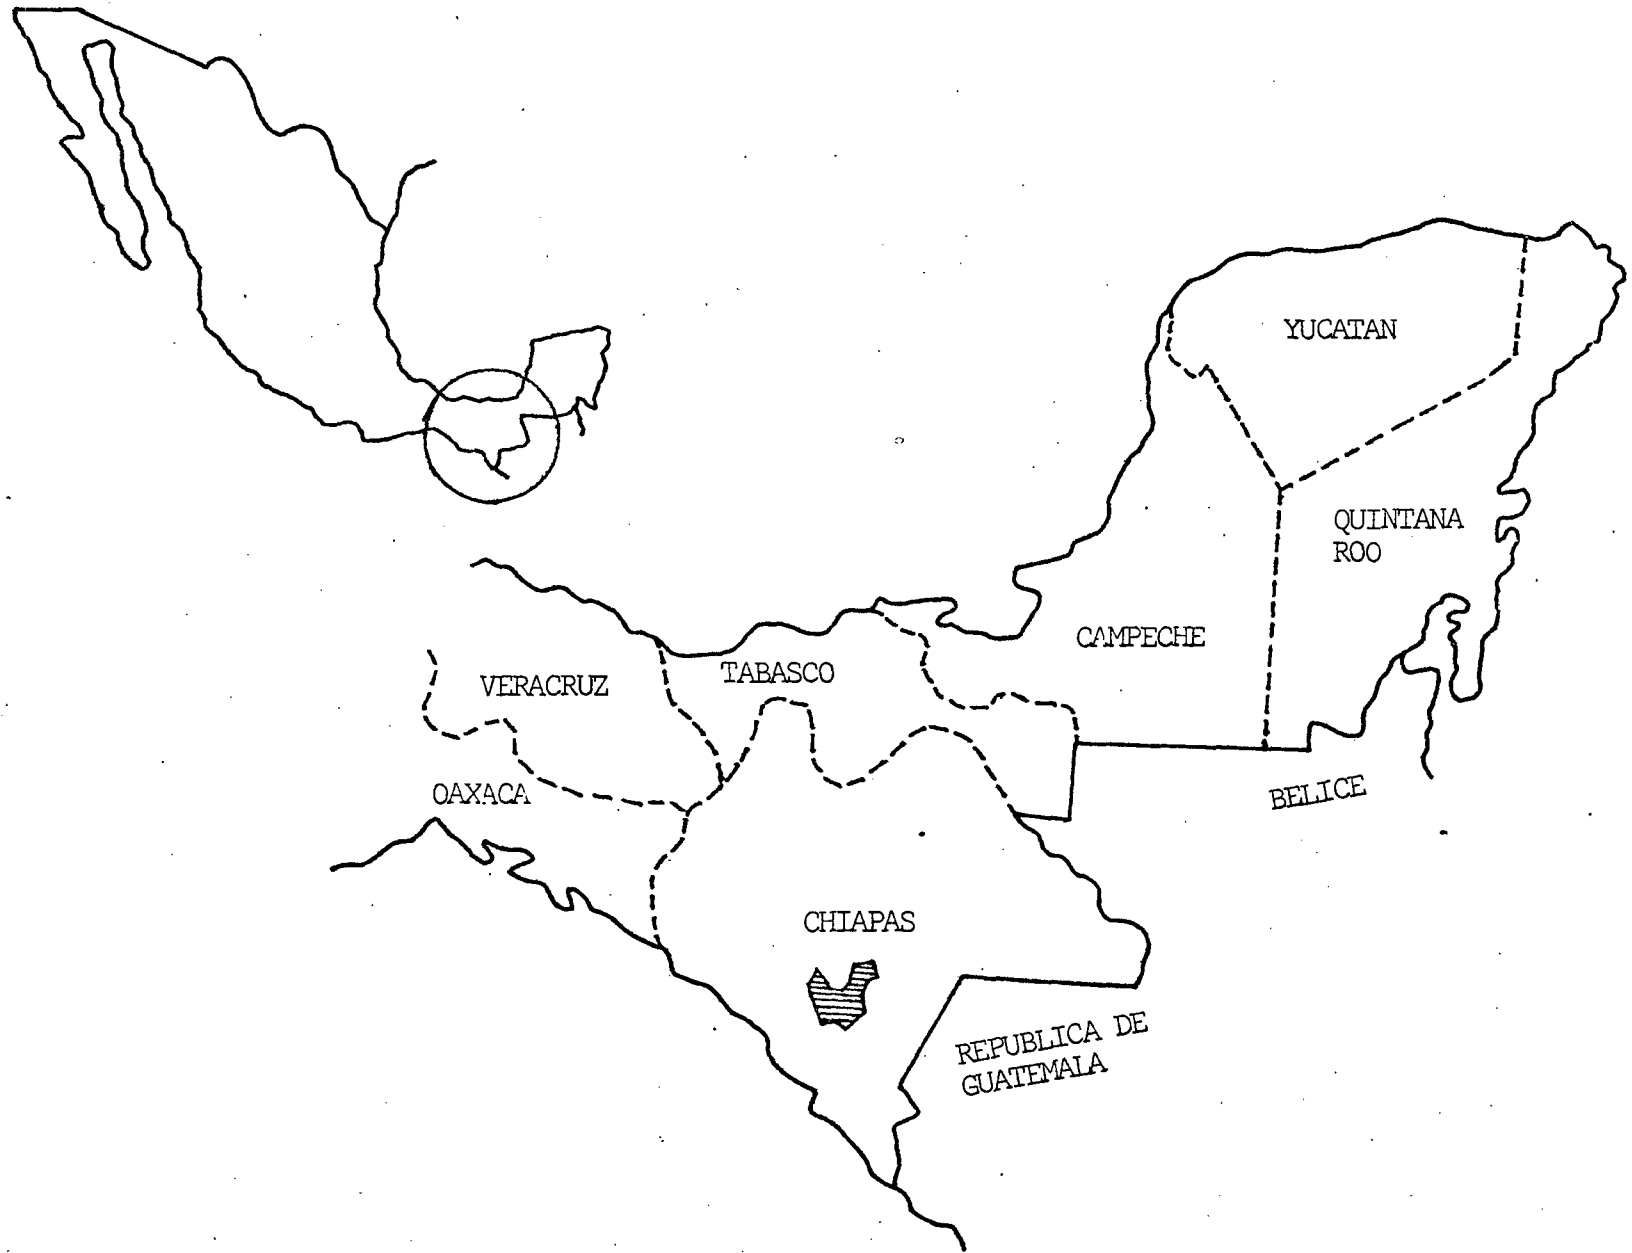 YUCATAN
QUINTANA
ROO
CAMPECHE
TABASCO
VERACRUZ
OAXACA
BELICE
CHIAPAS
REPUBLICA DE
GUATEMALA